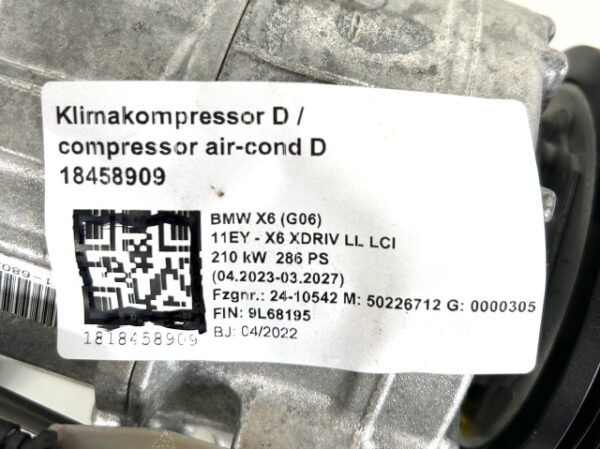 Klimakompressor D /
compressor air-cond D
18458909
BMW X6 (G06)
11EY - X6 XDRIV LL LCI
210 kW 286 PS
(04.2023-03.2027)
Fzgnr.: 24-10542 M: 50226712 G: 0000305
FIN: 9L68195
BJ: 04/2022
1818458909